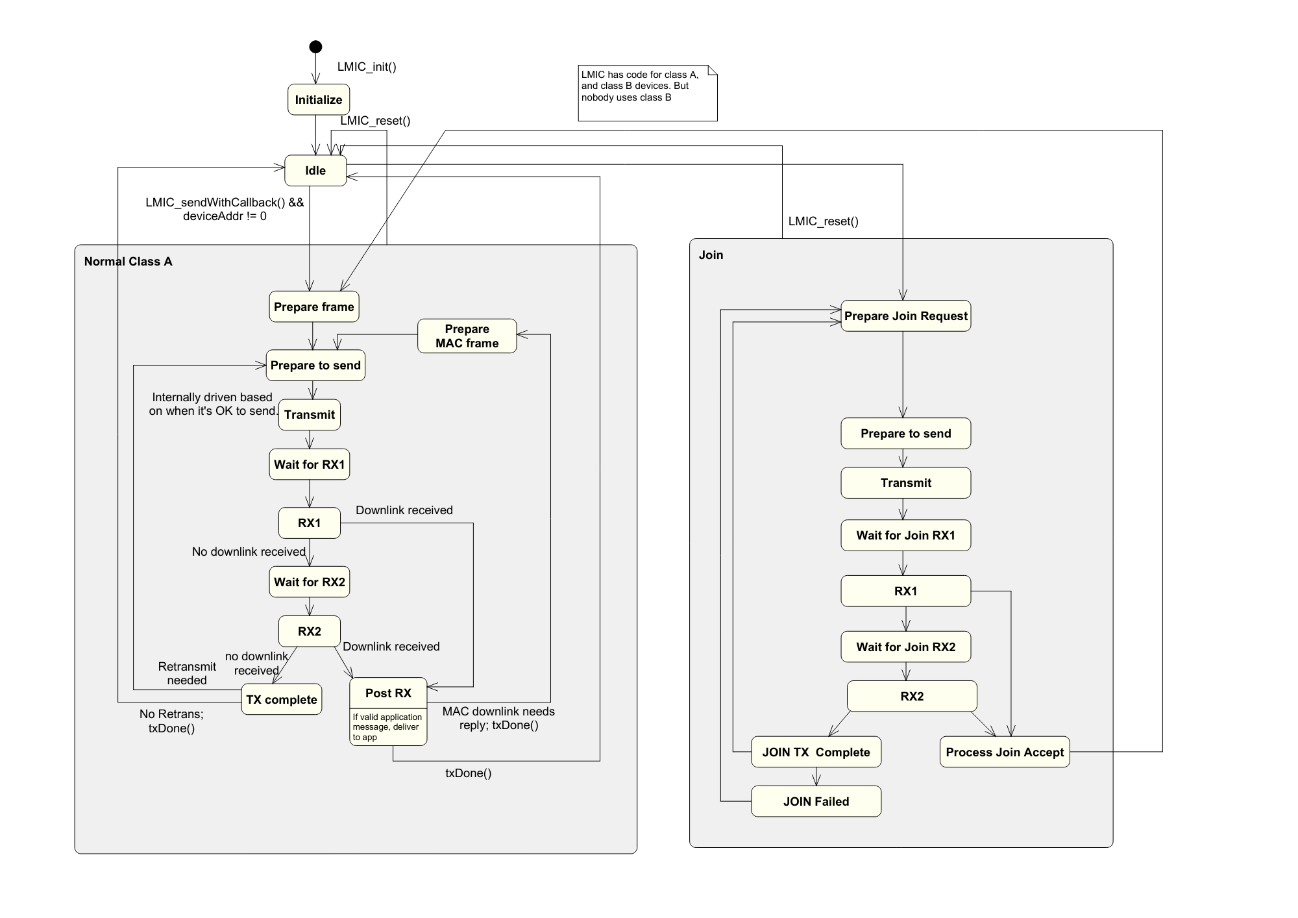 LMIC_init()
LMIC has code for class A,
and class B devices. But
nobody uses class B
Initialize
LMIC_reset()
Idle
LMIC_sendWithCallback() &&
deviceAddr != 0
LMIC_reset()
Normal Class A
Prepare frame
Prepare
MAC frame
Prepare to send
Internally driven based
on when it's OK to send.
Transmit
Wait for RX1
RX1
Downlink received
No downlink received
Wait for RX2
RX2
Downlink received
no downlink
received
Retransmit
needed
TX complete
Post RX
If valid application
message, deliver
to app
No Retrans;
txDone()
MAC downlink needs
reply; txDone()
txDone()
Join
Prepare Join Request
Prepare to send
Transmit
Wait for Join RX1
RX1
Wait for Join RX2
RX2
JOIN TX  Complete
Process Join Accept
JOIN Failed